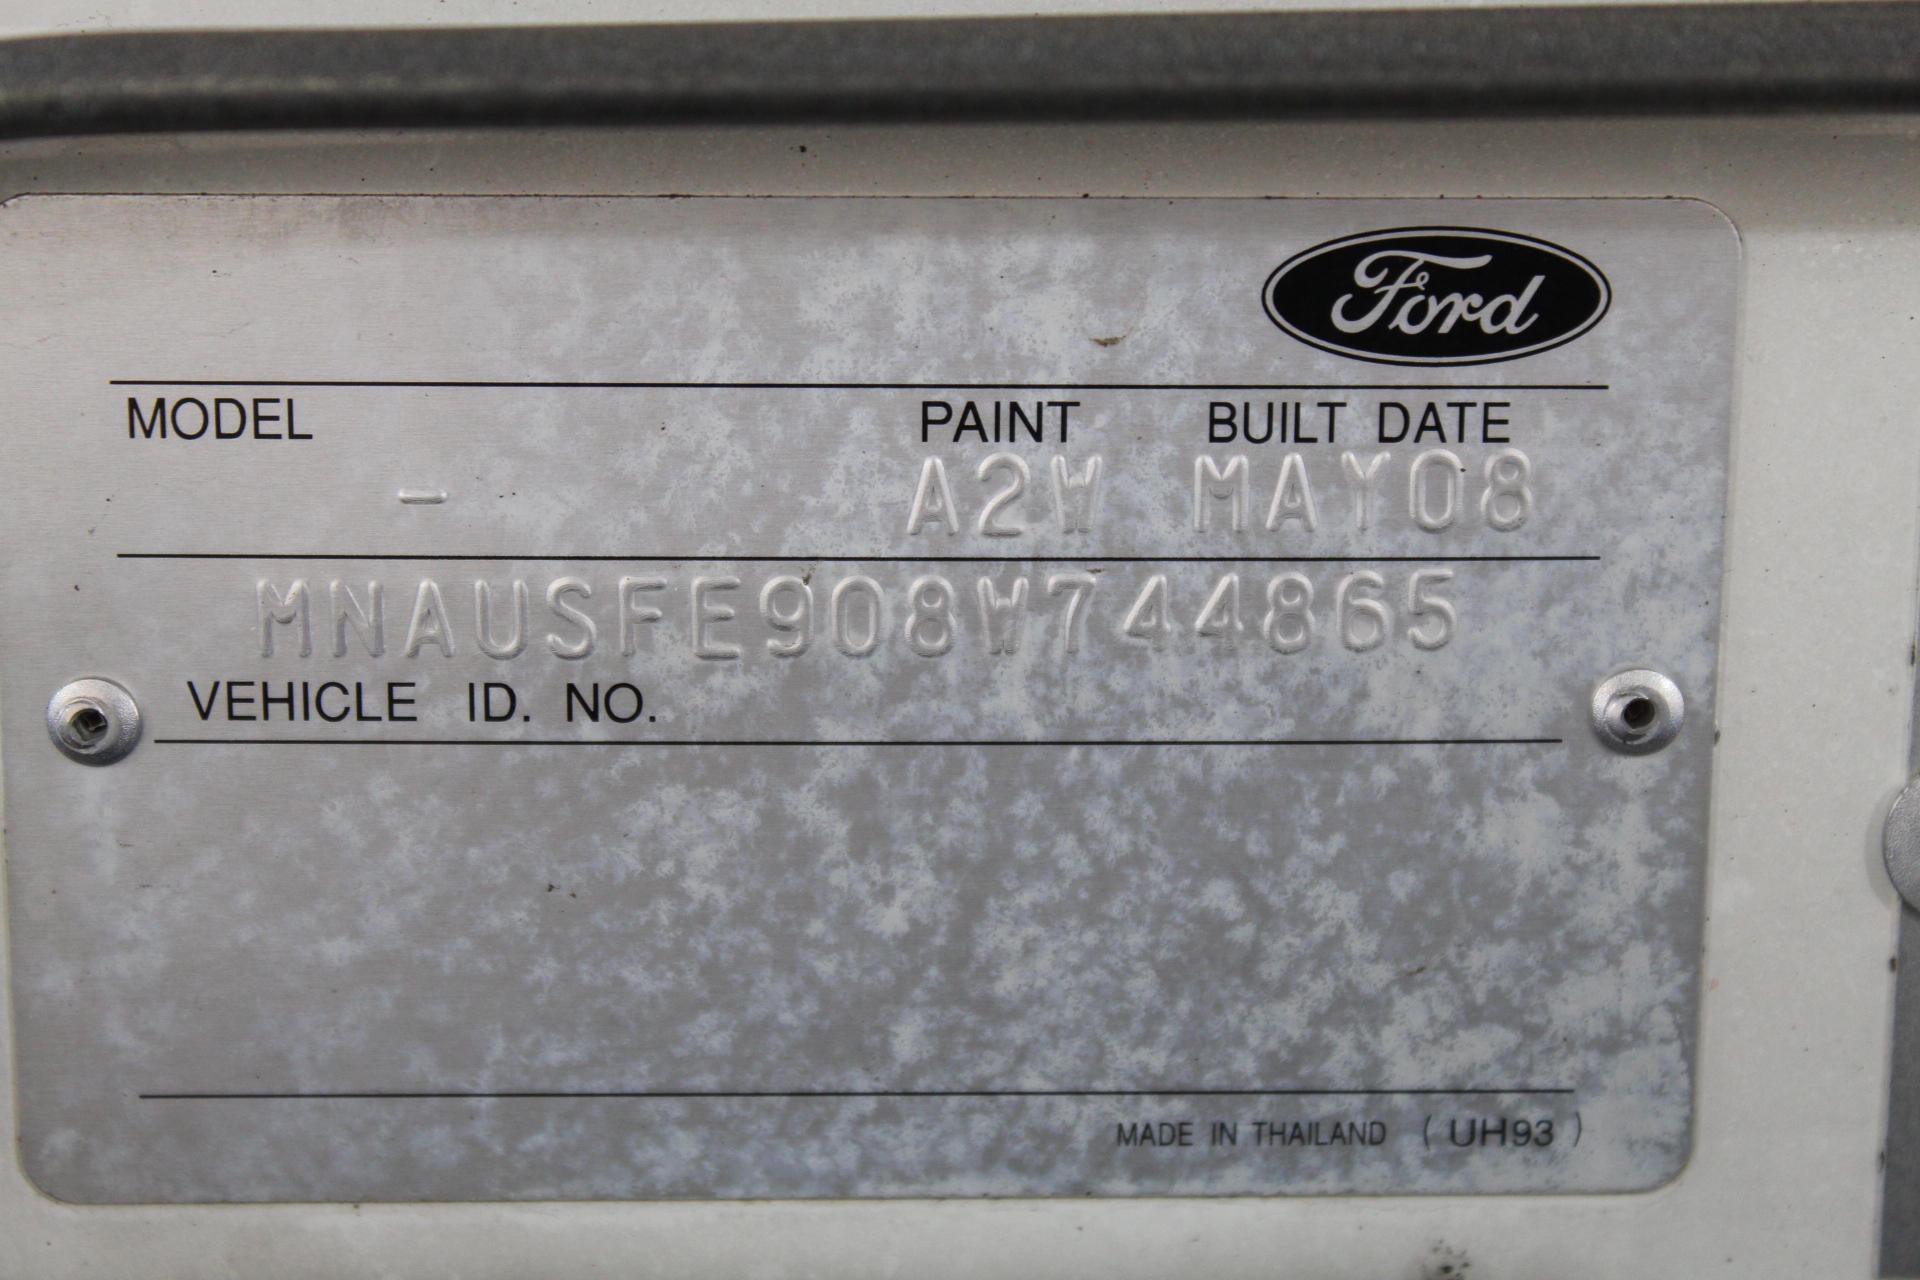 Ford
MODEL PAINT BUILT DATE
- A2W MAY08
MNAUSFE908W744865
VEHICLE ID. NO.
MADE IN THAILAND (UH93)